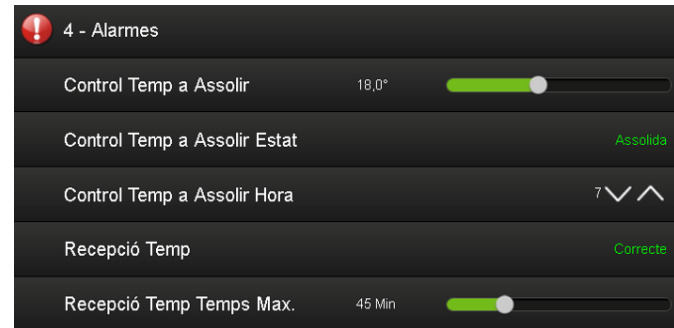 4 - Alarmes
Control Temp a Assolir 18,0°
Control Temp a Assolir Estat Assolida
Control Temp a Assolir Hora 7
Recepció Temp Correcte
Recepció Temp Temps Max. 45 Min